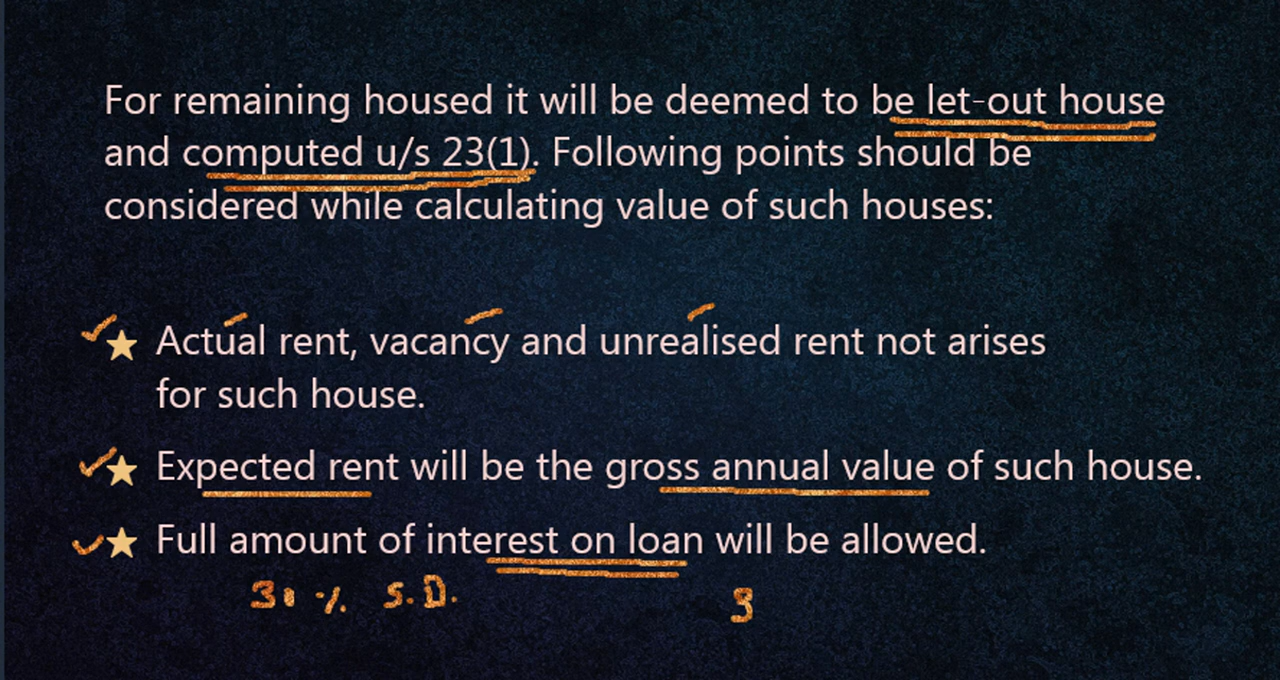 For remaining housed it will be deemed to be let-out house
and computed u/s 23(1). Following points should be
considered while calculating value of such houses:
Actual rent, vacancy and unrealised rent not arises
for such house.
Expected rent will be the gross annual value of such house.
Full amount of interest on loan will be allowed.
30 % S.D. 3